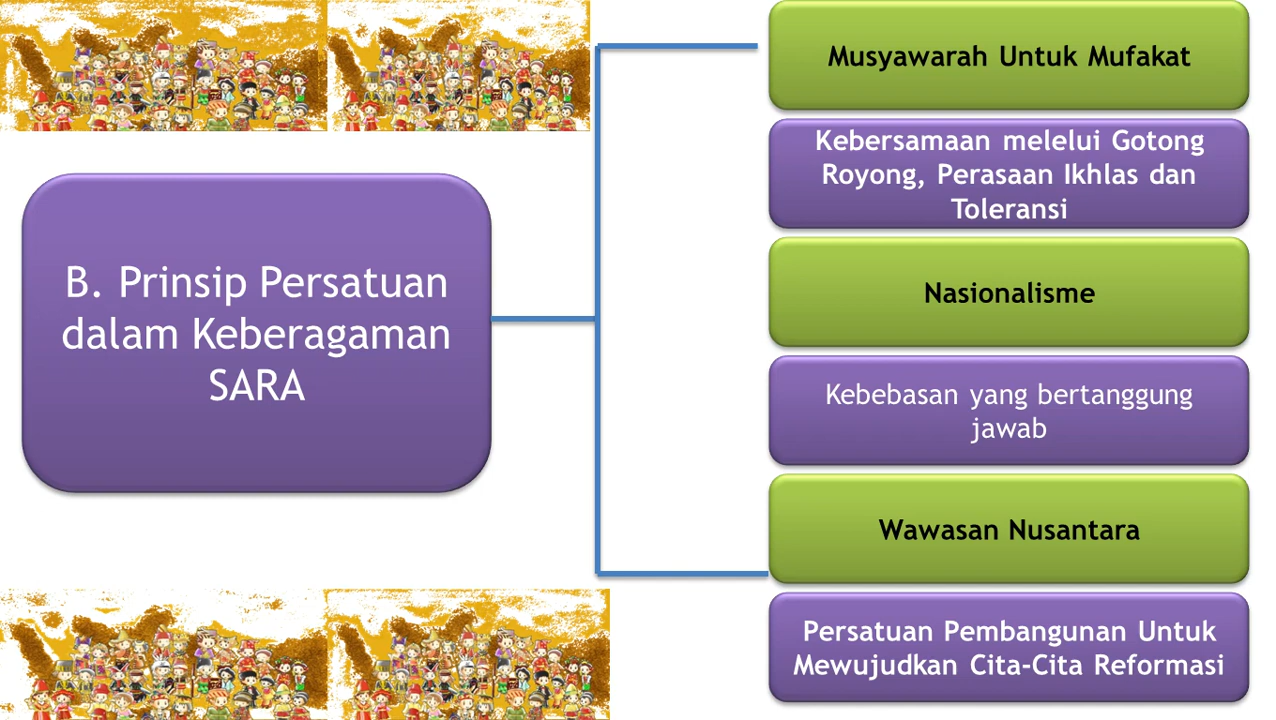 B. Prinsip Persatuan
dalam Keberagaman
SARA
Musyawarah Untuk Mufakat
Kebersamaan melelui Gotong
Royong, Perasaan Ikhlas dan
Toleransi
Nasionalisme
Kebebasan yang bertanggung
jawab
Wawasan Nusantara
Persatuan Pembangunan Untuk
Mewujudkan Cita-Cita Reformasi